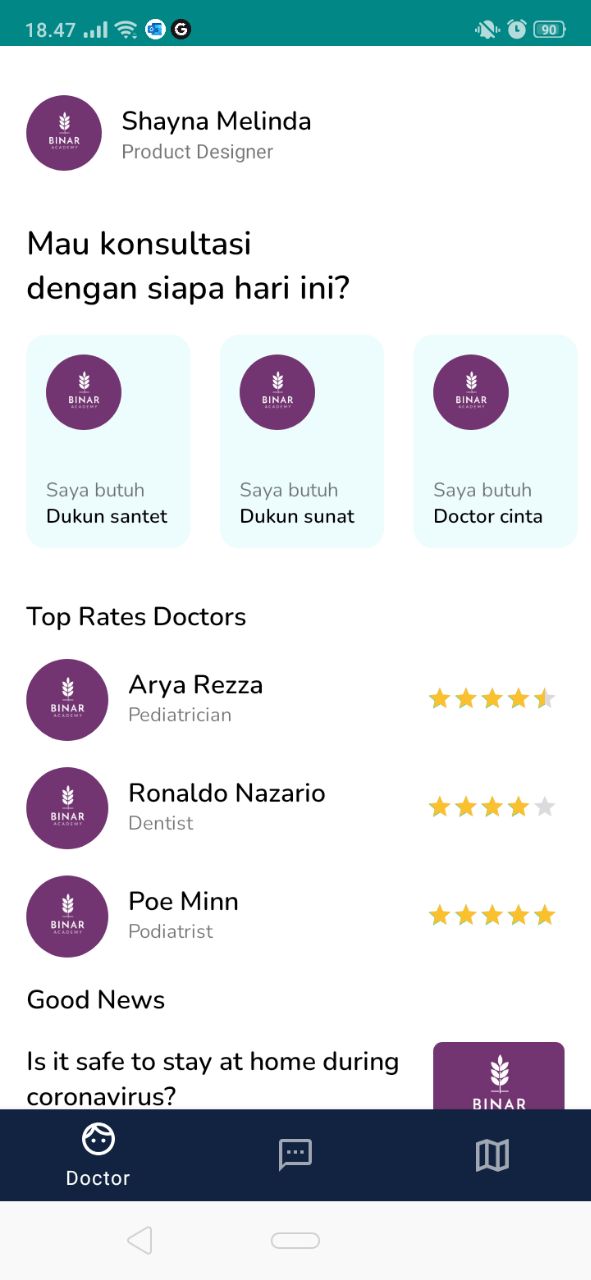 18.47
90
BINAR
ACADEMY
Shayna Melinda
Product Designer
Mau konsultasi
dengan siapa hari ini?
BINAR
ACADEMY
BINAR
ACADEMY
BINAR
ACADEMY
Saya butuh
Dukun santet
Saya butuh
Dukun sunat
Saya butuh
Doctor cinta
Top Rates Doctors
BINAR
ACADEMY
Arya Rezza
Pediatrician
BINAR
ACADEMY
Ronaldo Nazario
Dentist
BINAR
ACADEMY
Poe Minn
Podiatrist
Good News
Is it safe to stay at home during
coronavirus?
BINAR
Doctor